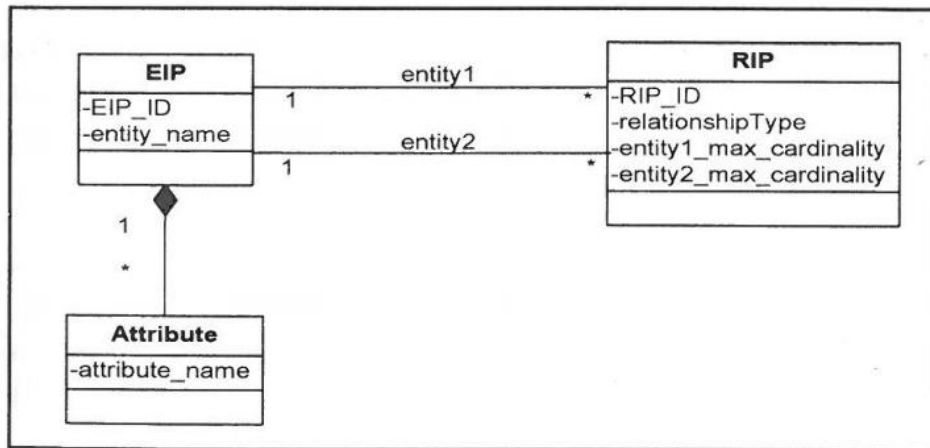 EIP
-EIP_ID
-entity_name
entity1
1
*
entity2
1
*
RIP
-RIP_ID
-relationshipType
-entity1_max_cardinality
-entity2_max_cardinality
1
*
Attribute
-attribute_name